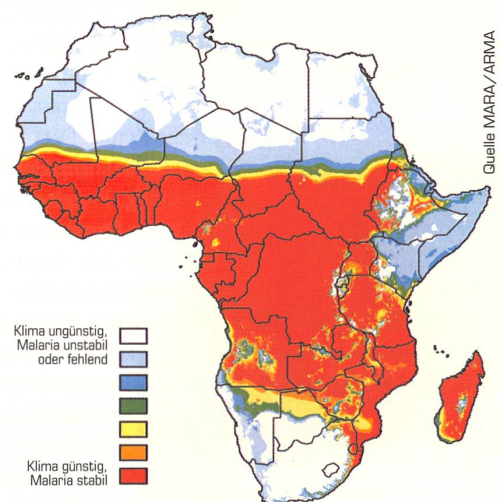 Quelle MARA/ARMA
Klima ungünstig,
Malaria unstabil
oder fehlend
Klima günstig,
Malaria stabil